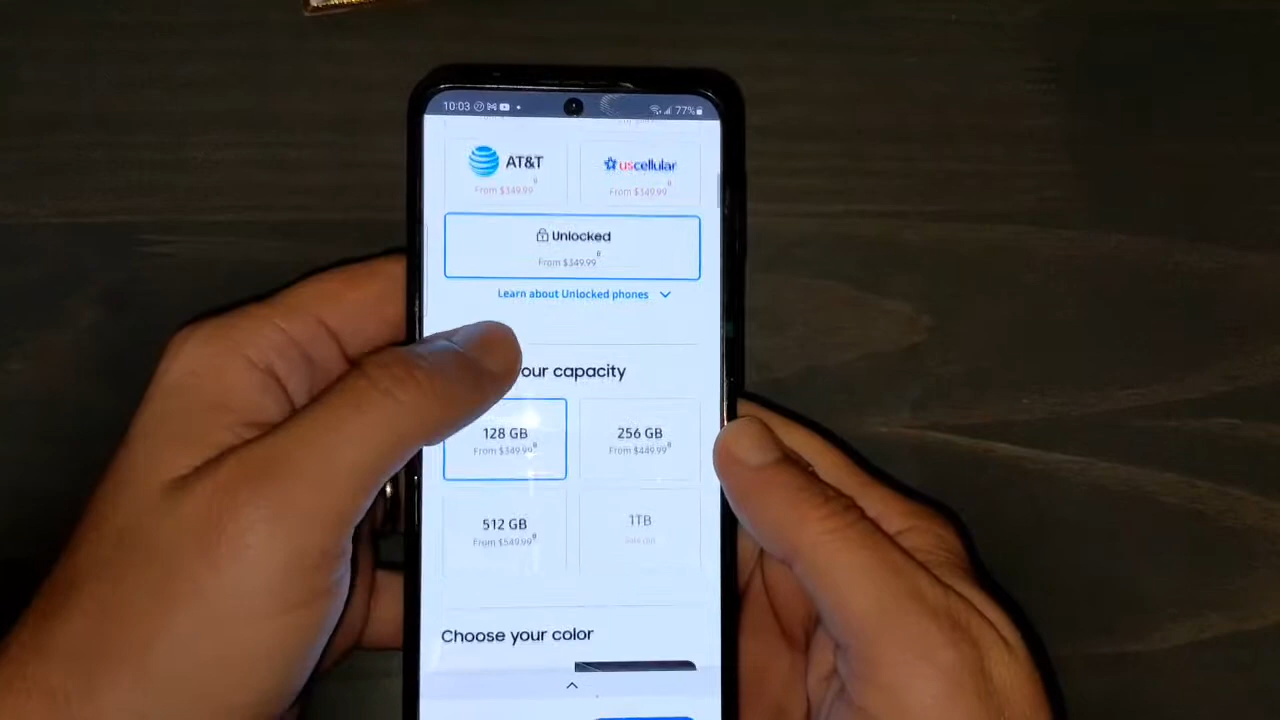 10:03 77%
AT&T uscellular
From $349.99 From $349.99
Unlocked
From $349.99
Learn about Unlocked phones
our capacity
128 GB 256 GB
From $349.99 From $449.99
512 GB 1TB
From $549.99 Sold out
Choose your color